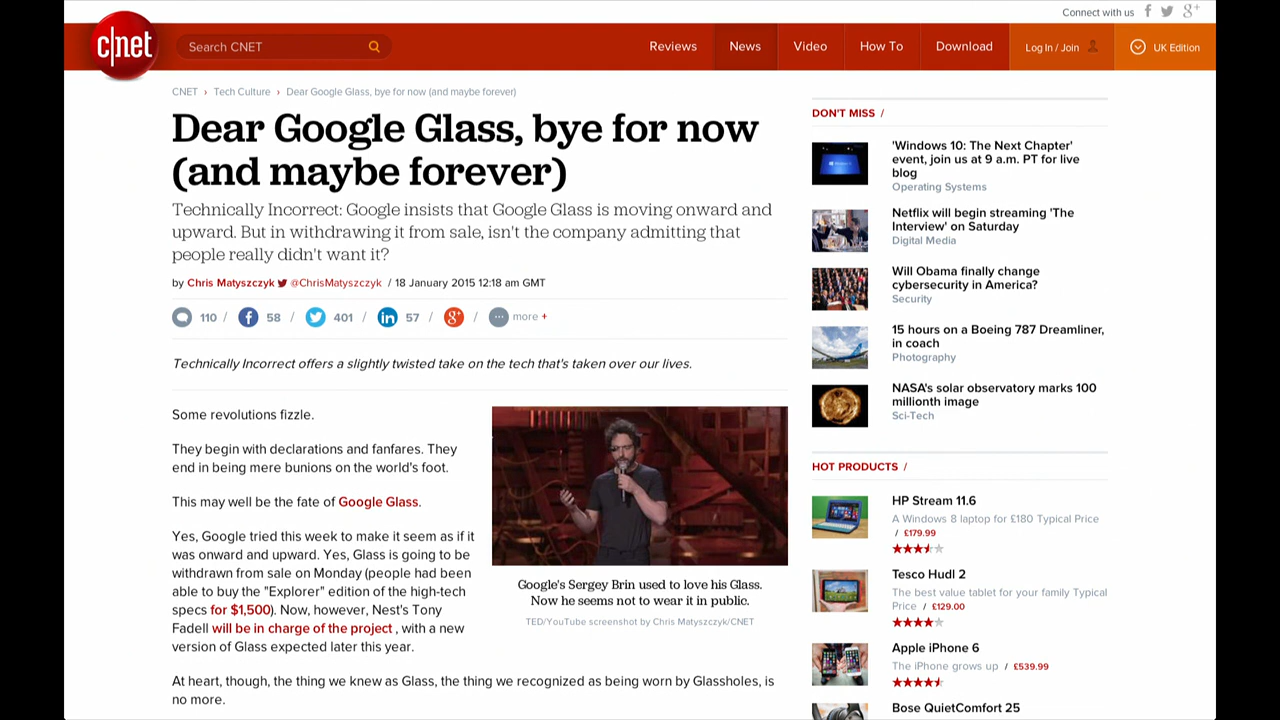 Connect with us
c|net
Search CNET
Reviews
News
Video
How To
Download
Log In / Join
UK Edition
CNET › Tech Culture › Dear Google Glass, bye for now (and maybe forever)
Dear Google Glass, bye for now
(and maybe forever)
Technically Incorrect: Google insists that Google Glass is moving onward and
upward. But in withdrawing it from sale, isn't the company admitting that
people really didn't want it?
by Chris Matyszczyk @ChrisMatyszczyk / 18 January 2015 12:18 am GMT
110 / f 58 / 401 / in 57 / g+ / ... more +
Technically Incorrect offers a slightly twisted take on the tech that's taken over our lives.
Some revolutions fizzle.
They begin with declarations and fanfares. They
end in being mere bunions on the world's foot.
This may well be the fate of Google Glass.
Yes, Google tried this week to make it seem as if it
was onward and upward. Yes, Glass is going to be
withdrawn from sale on Monday (people had been
able to buy the "Explorer" edition of the high-tech
specs for $1,500). Now, however, Nest's Tony
Fadell will be in charge of the project , with a new
version of Glass expected later this year.
Google's Sergey Brin used to love his Glass.
Now he seems not to wear it in public.
TED/YouTube screenshot by Chris Matyszczyk/CNET
At heart, though, the thing we knew as Glass, the thing we recognized as being worn by Glassholes, is
no more.
DON'T MISS /
'Windows 10: The Next Chapter'
event, join us at 9 a.m. PT for live
blog
Operating Systems
Netflix will begin streaming 'The
Interview' on Saturday
Digital Media
Will Obama finally change
cybersecurity in America?
Security
15 hours on a Boeing 787 Dreamliner,
in coach
Photography
NASA's solar observatory marks 100
millionth image
Sci-Tech
HOT PRODUCTS /
HP Stream 11.6
A Windows 8 laptop for £180 Typical Price
/ £179.99
Tesco Hudl 2
The best value tablet for your family Typical
Price / £129.00
Apple iPhone 6
The iPhone grows up / £539.99
Bose QuietComfort 25